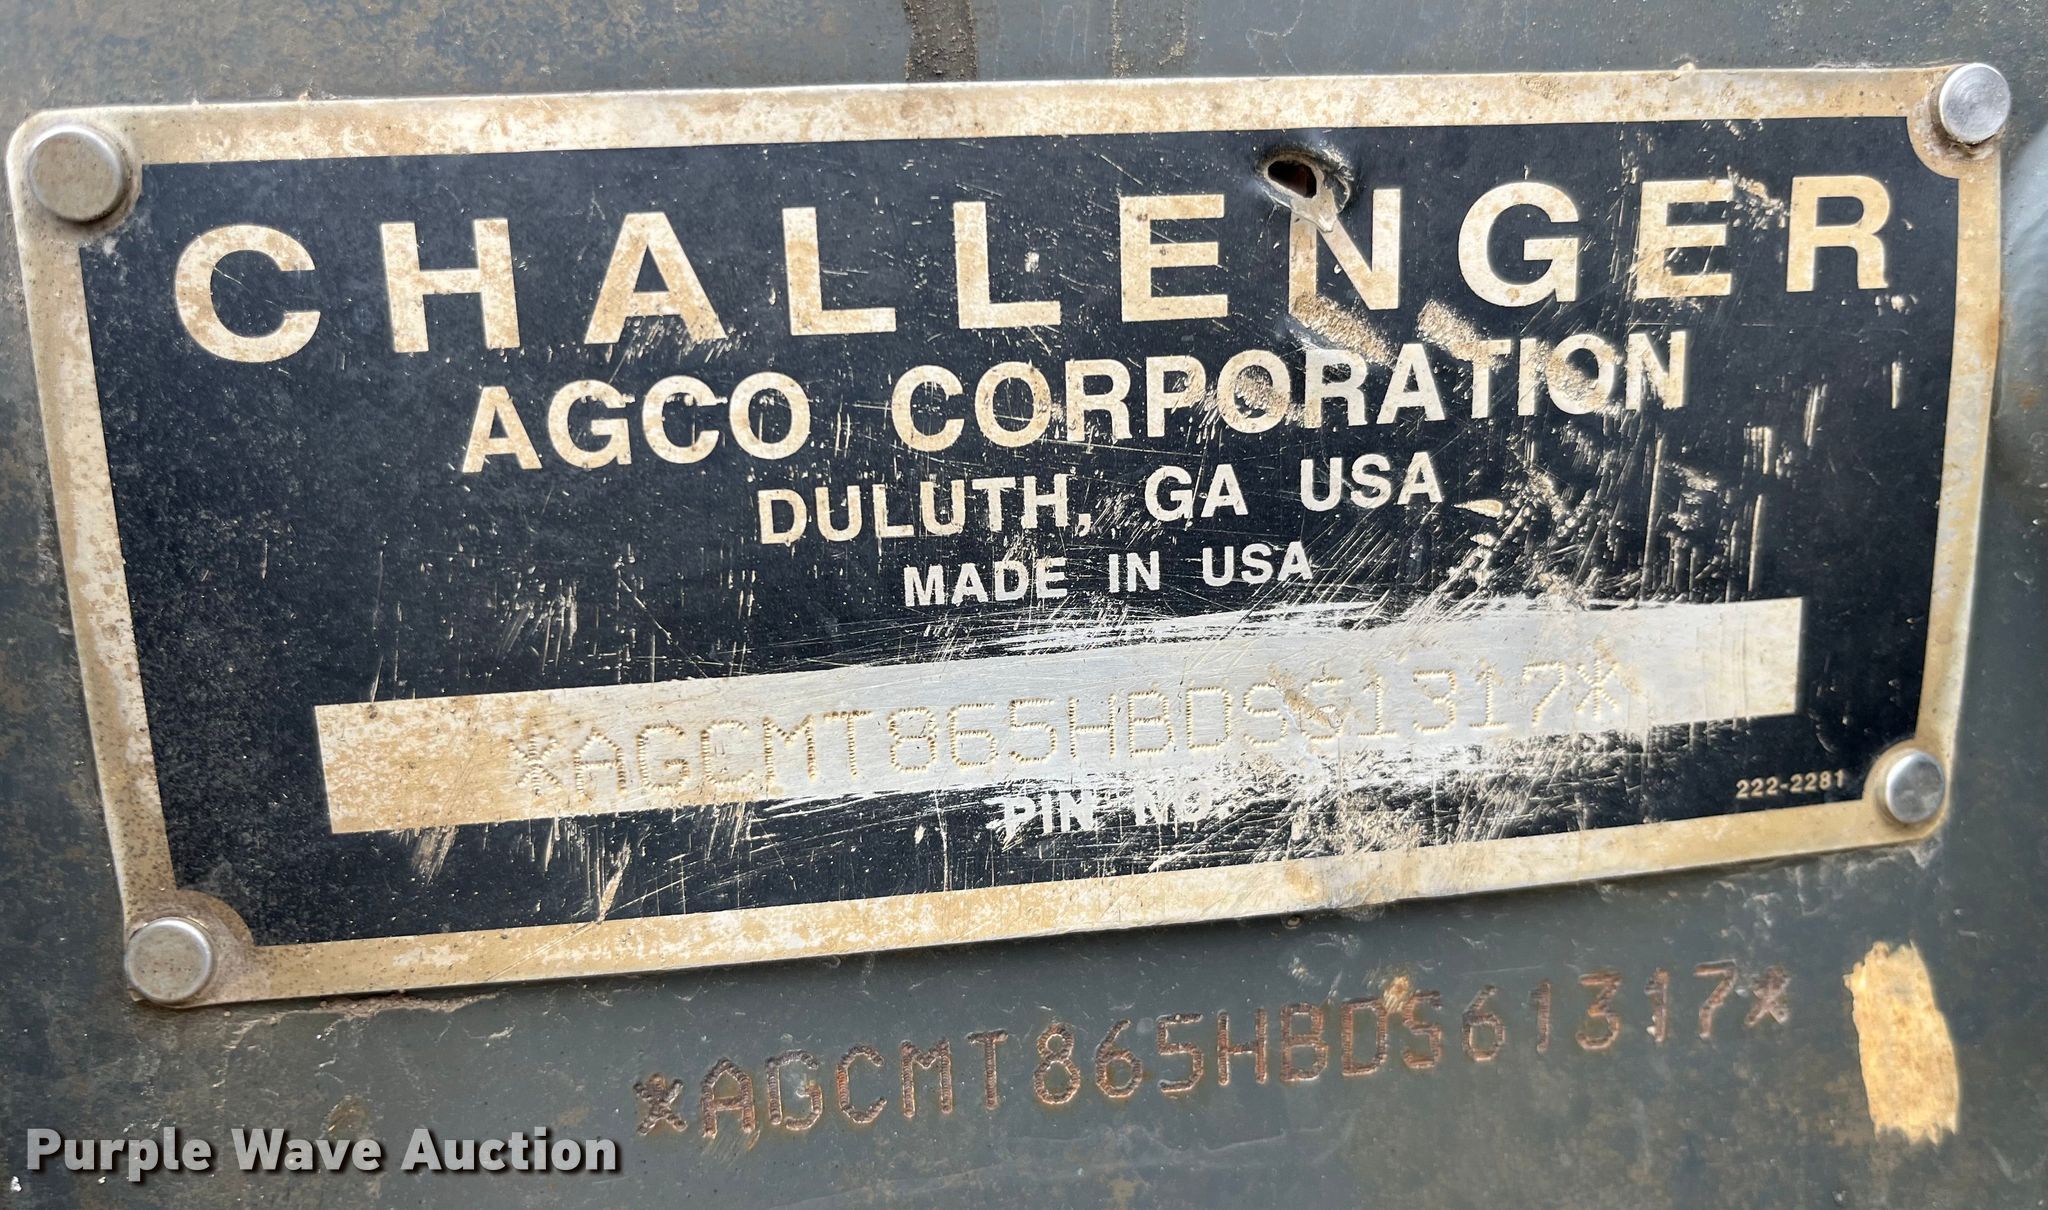 CHALLENGER
AGCO CORPORATION
DULUTH, GA USA
MADE IN USA
*AGCMT865HBDS61317*
PIN NO.
222-2281
*AGCMT865HBDS61317*
Purple Wave Auction